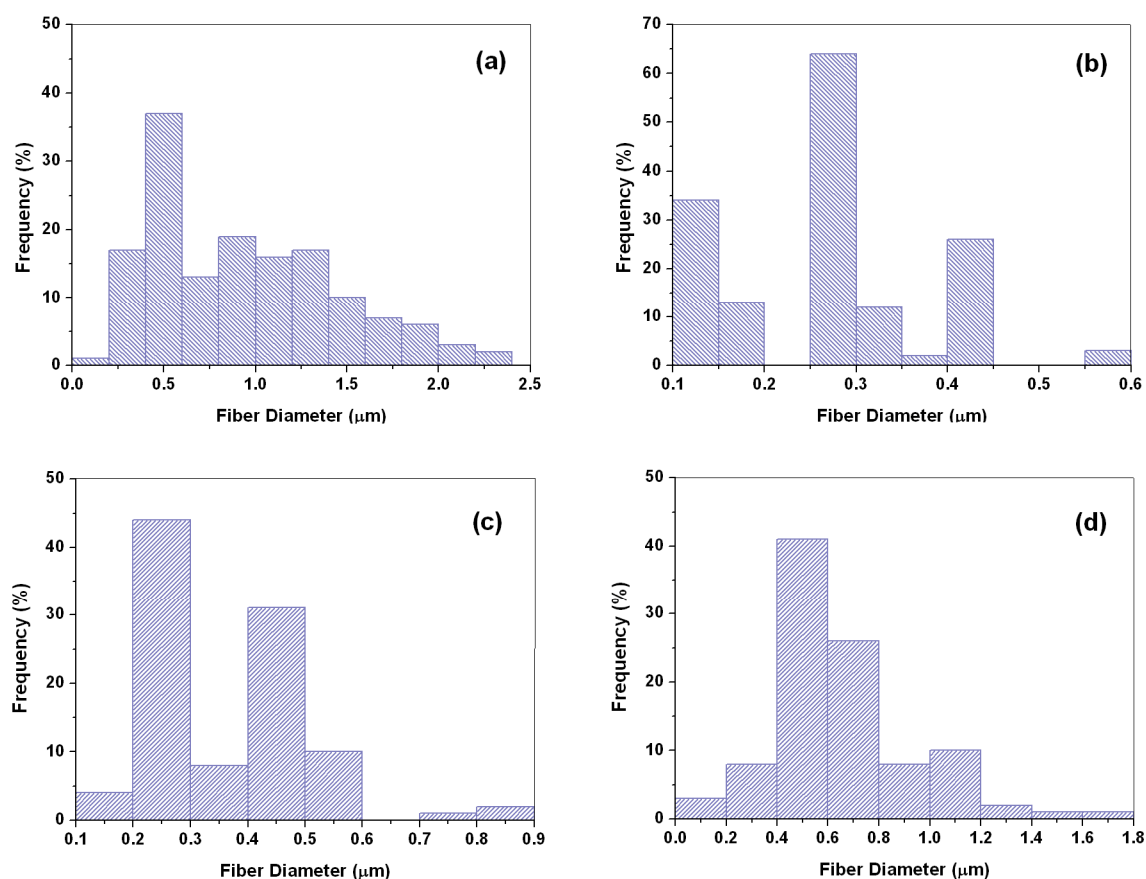 (a)
Frequency (%)
50
40
30
20
10
0
0.0 0.5 1.0 1.5 2.0 2.5
Fiber Diameter (μm)
(b)
Frequency (%)
70
60
50
40
30
20
10
0
0.1 0.2 0.3 0.4 0.5 0.6
Fiber Diameter (μm)
(c)
Frequency (%)
50
40
30
20
10
0
0.1 0.2 0.3 0.4 0.5 0.6 0.7 0.8 0.9
Fiber Diameter (μm)
(d)
Frequency (%)
50
40
30
20
10
0
0.0 0.2 0.4 0.6 0.8 1.0 1.2 1.4 1.6 1.8
Fiber Diameter (μm)